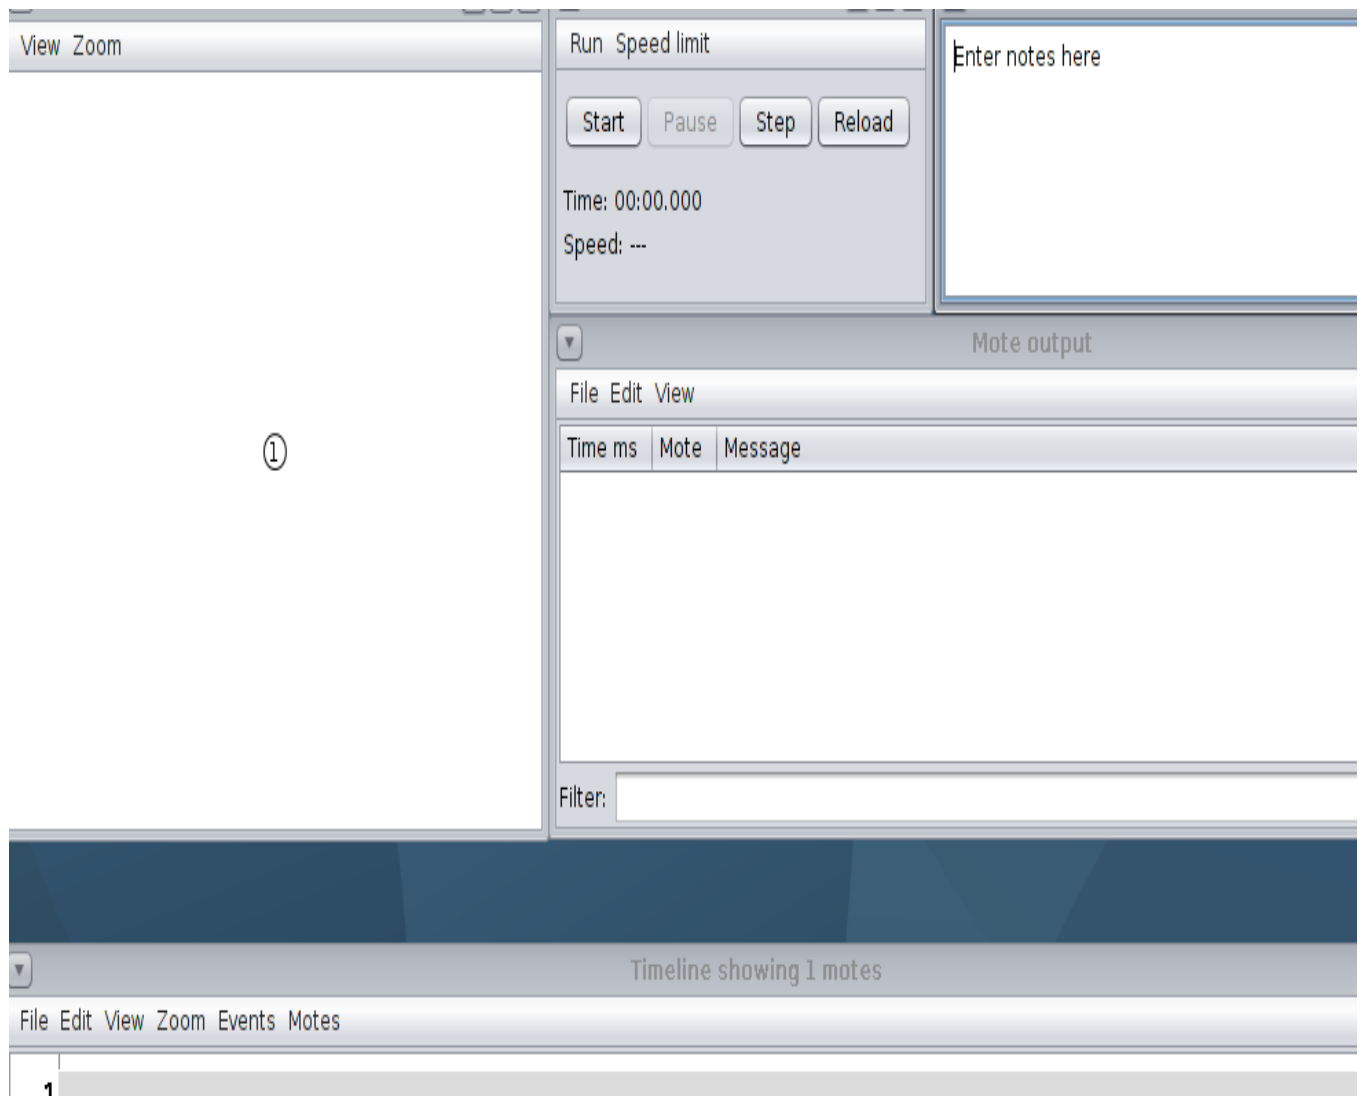 View Zoom
①
Run Speed limit
Start Pause Step Reload
Time: 00:00.000
Speed: ---
Enter notes here
Mote output
File Edit View
Time ms Mote Message
Filter:
Timeline showing 1 motes
File Edit View Zoom Events Motes
1